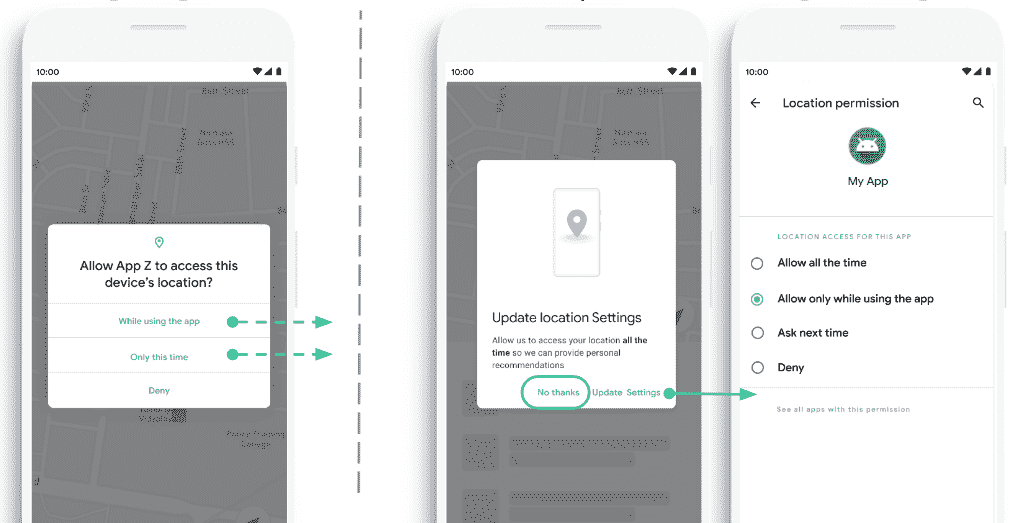 10:00
Allow App Z to access this
device's location?
While using the app
Only this time
Deny
10:00
Update location Settings
Allow us to access your location all the
time so we can provide personal
recommendations
No thanks
Update Settings
10:00
Location permission
My App
LOCATION ACCESS FOR THIS APP
Allow all the time
Allow only while using the app
Ask next time
Deny
See all apps with this permission